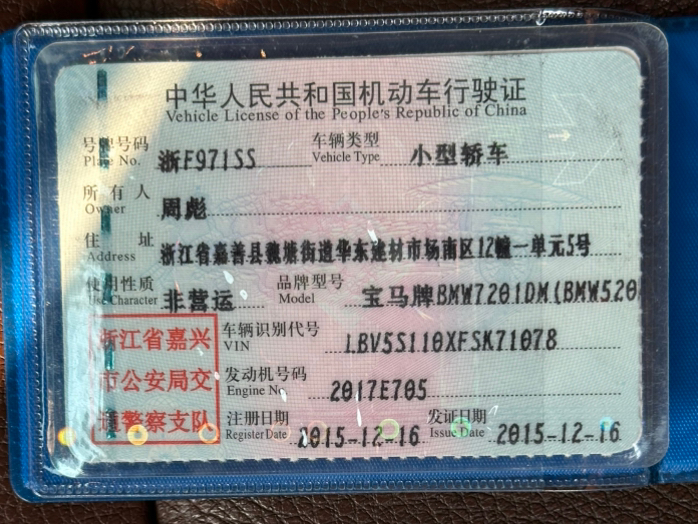 中华人民共和国机动车行驶证
Vehicle License of the People's Republic of China
号牌号码 浙F971SS 车辆类型 小型轿车
Plate No. Vehicle Type
所有人 周彪
Owner
住址 浙江省嘉善县魏塘街道华东建材市场南区12幢一单元5号
Address
使用性质 非营运 品牌型号 宝马牌BMW7201DM(BMW520
Use Character Model
浙江省嘉兴
市公安局交
通警察支队
车辆识别代号 LBV5S110XFSK71078
VIN
发动机号码 2017E705
Engine No.
注册日期 2015-12-16 发证日期 2015-12-16
Register Date Issue Date